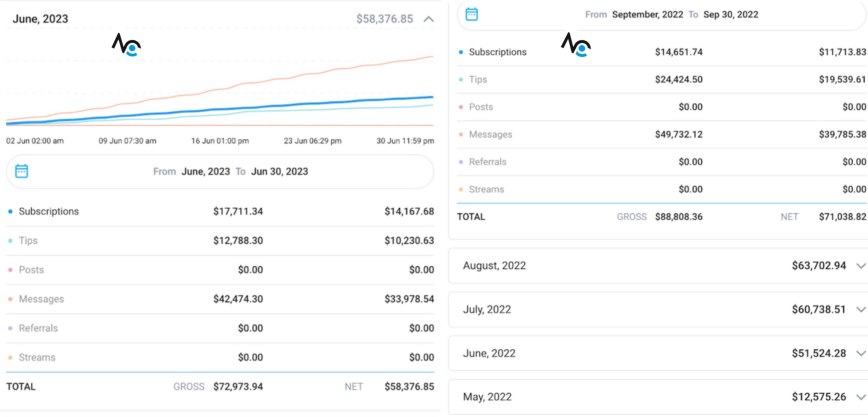 June, 2023 $58,376.85
02 Jun 02:00 am 09 Jun 07:30 am 16 Jun 01:00 pm 23 Jun 06:29 pm 30 Jun 11:59 pm
From June, 2023 To Jun 30, 2023
Subscriptions $17,711.34 $14,167.68
Tips $12,788.30 $10,230.63
Posts $0.00 $0.00
Messages $42,474.30 $33,978.54
Referrals $0.00 $0.00
Streams $0.00 $0.00
TOTAL GROSS $72,973.94 NET $58,376.85
From September, 2022 To Sep 30, 2022
Subscriptions $14,651.74 $11,713.83
Tips $24,424.50 $19,539.61
Posts $0.00 $0.00
Messages $49,732.12 $39,785.38
Referrals $0.00 $0.00
Streams $0.00 $0.00
TOTAL GROSS $88,808.36 NET $71,038.82
August, 2022 $63,702.94
July, 2022 $60,738.51
June, 2022 $51,524.28
May, 2022 $12,575.26